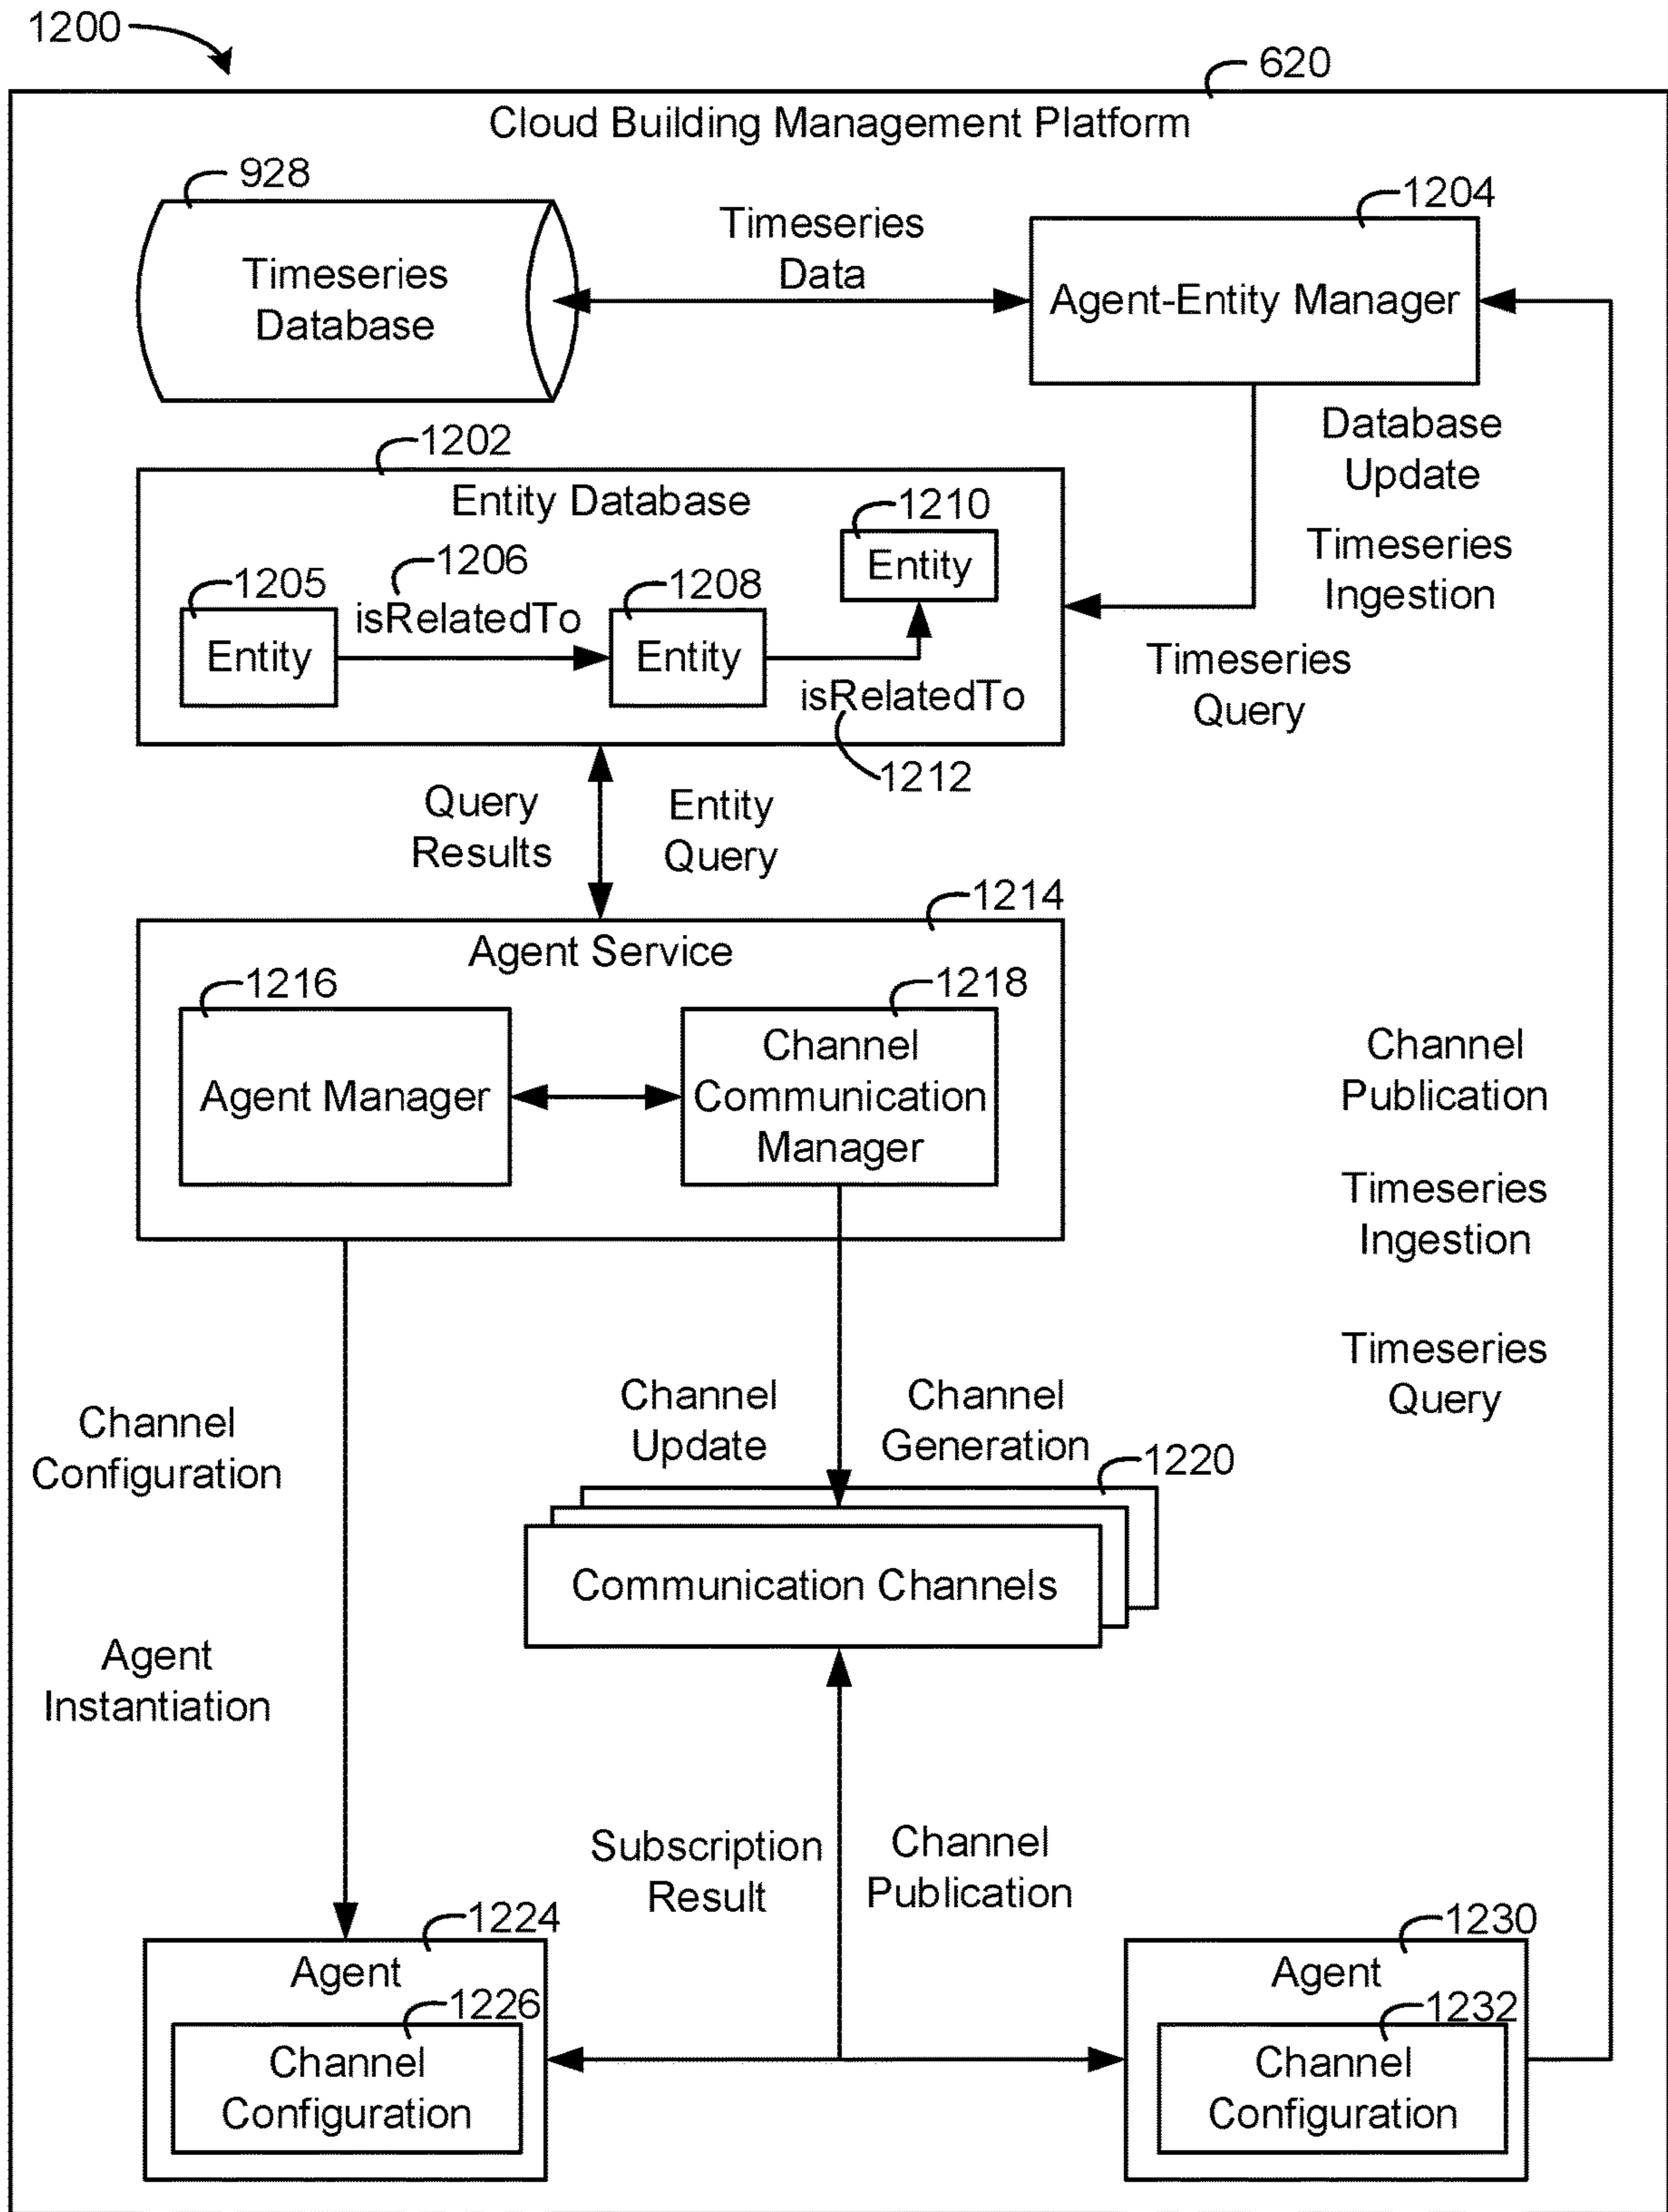 1200
620
Cloud Building Management Platform
928
Timeseries
Database
Timeseries
Data
1204
Agent-Entity Manager
Database
Update
Timeseries
Ingestion
Timeseries
Query
1202
Entity Database
1205
Entity
1206
isRelatedTo
1208
Entity
1210
Entity
isRelatedTo
1212
Query
Results
Entity
Query
1214
Agent Service
1216
Agent Manager
1218
Channel
Communication
Manager
Channel
Publication
Timeseries
Ingestion
Timeseries
Query
Channel
Configuration
Agent
Instantiation
Channel
Update
Channel
Generation
1220
Communication Channels
Subscription
Result
Channel
Publication
1224
Agent
1226
Channel
Configuration
1230
Agent
1232
Channel
Configuration